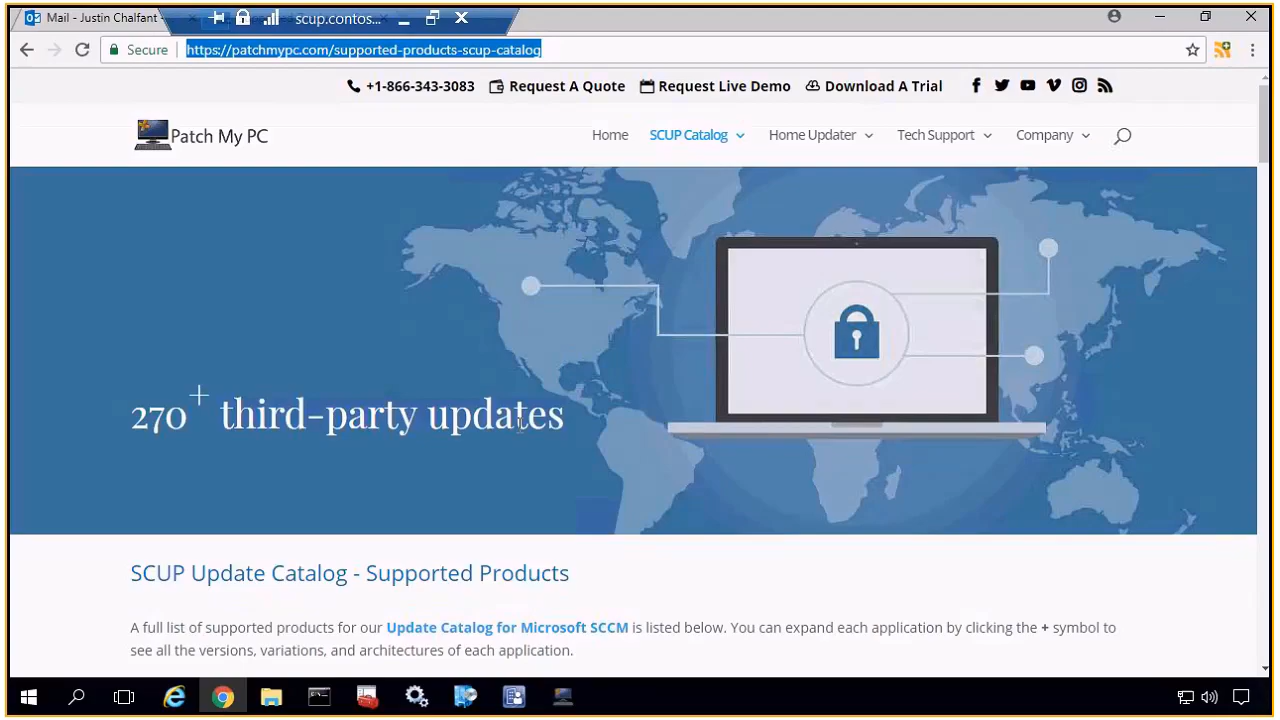 Mail - Justin Chalfant -
scup.contos...
Secure
https://patchmypc.com/supported-products-scup-catalog
+1-866-343-3083 Request A Quote Request Live Demo Download A Trial
Patch My PC
Home SCUP Catalog Home Updater Tech Support Company
270+ third-party updates
SCUP Update Catalog - Supported Products
A full list of supported products for our Update Catalog for Microsoft SCCM is listed below. You can expand each application by clicking the + symbol to
see all the versions, variations, and architectures of each application.